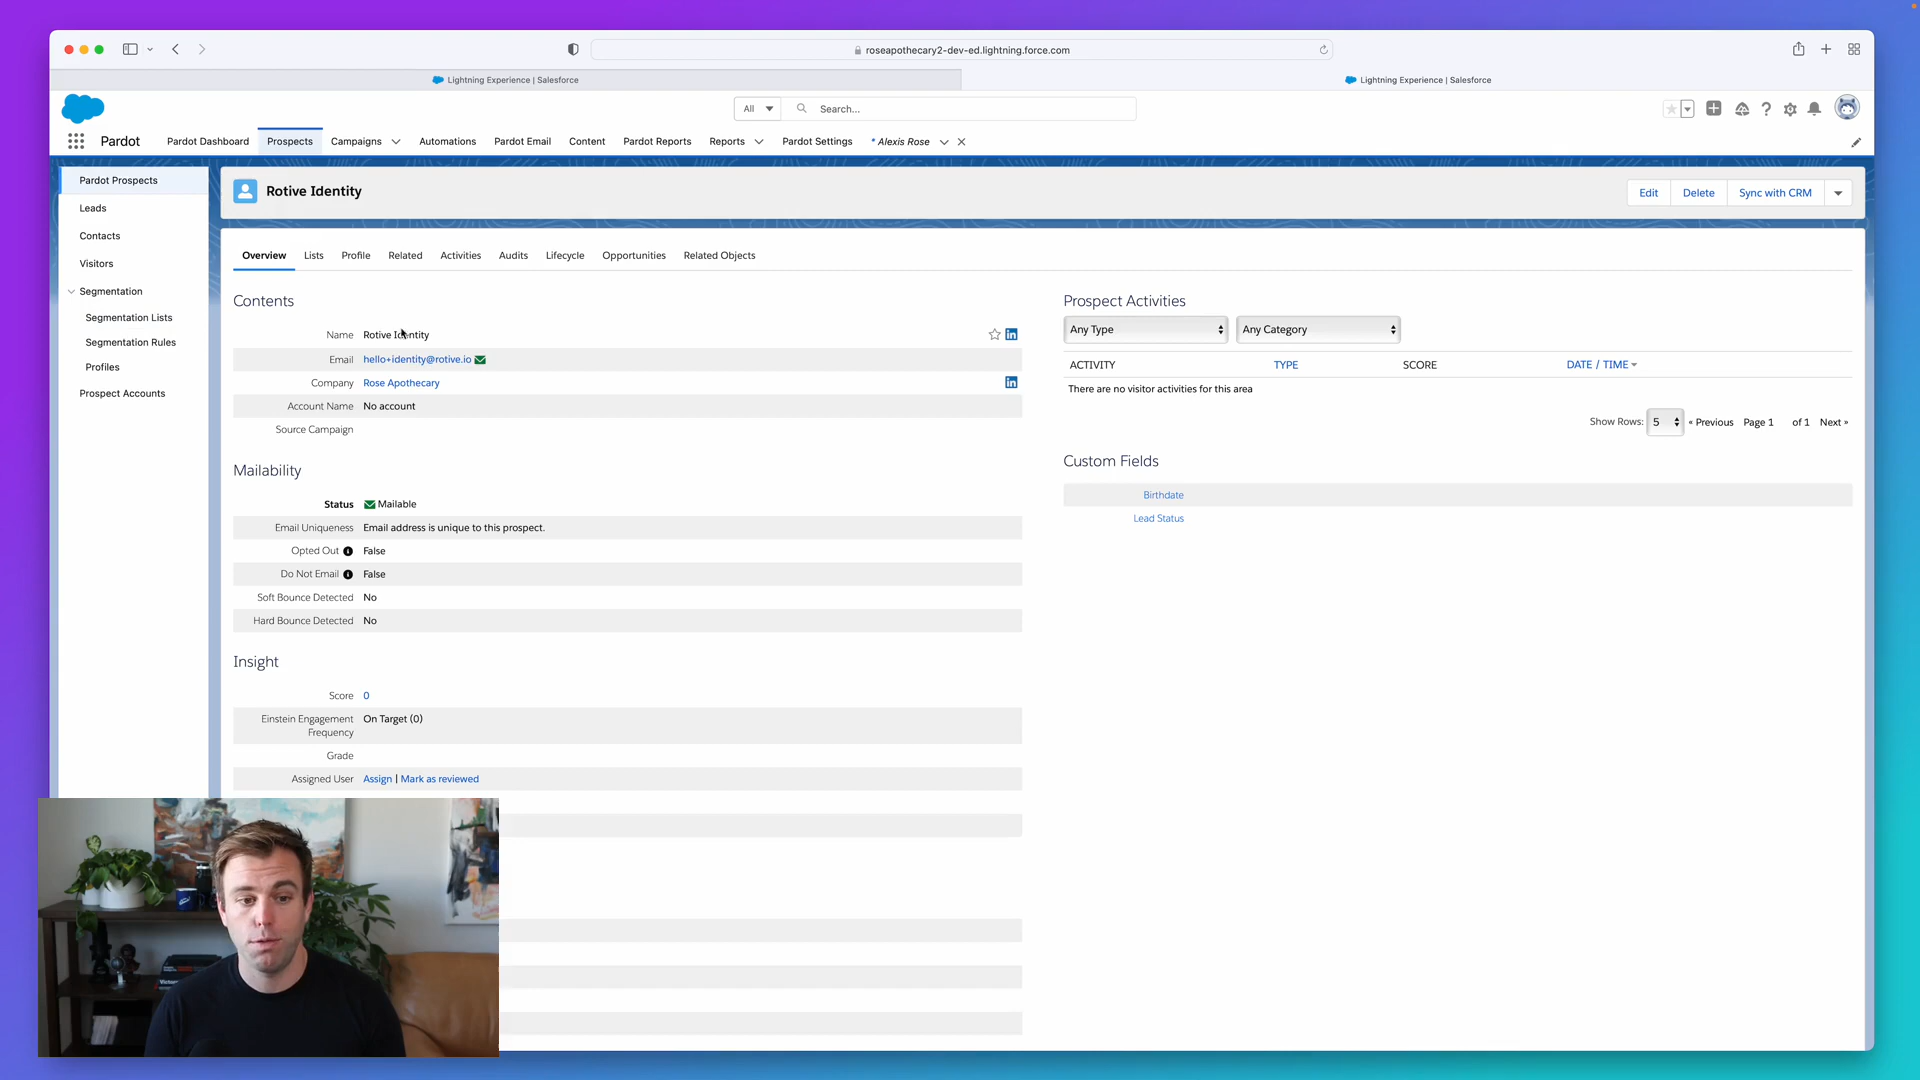 roseapothecary2-dev-ed.lightning.force.com
Lightning Experience | Salesforce
Lightning Experience | Salesforce
All
Search...
Pardot
Pardot Dashboard
Prospects
Campaigns
Automations
Pardot Email
Content
Pardot Reports
Reports
Pardot Settings
* Alexis Rose
Pardot Prospects
Leads
Contacts
Visitors
Segmentation
Segmentation Lists
Segmentation Rules
Profiles
Prospect Accounts
Rotive Identity
Edit
Delete
Sync with CRM
Overview
Lists
Profile
Related
Activities
Audits
Lifecycle
Opportunities
Related Objects
Contents
Name Rotive Identity
Email hello+identity@rotive.io
Company Rose Apothecary
Account Name No account
Source Campaign
Mailability
Status Mailable
Email Uniqueness Email address is unique to this prospect.
Opted Out False
Do Not Email False
Soft Bounce Detected No
Hard Bounce Detected No
Insight
Score 0
Einstein Engagement Frequency On Target (0)
Grade
Assigned User Assign | Mark as reviewed
Prospect Activities
Any Type
Any Category
ACTIVITY TYPE SCORE DATE / TIME
There are no visitor activities for this area
Show Rows: 5 « Previous Page 1 of 1 Next »
Custom Fields
Birthdate
Lead Status